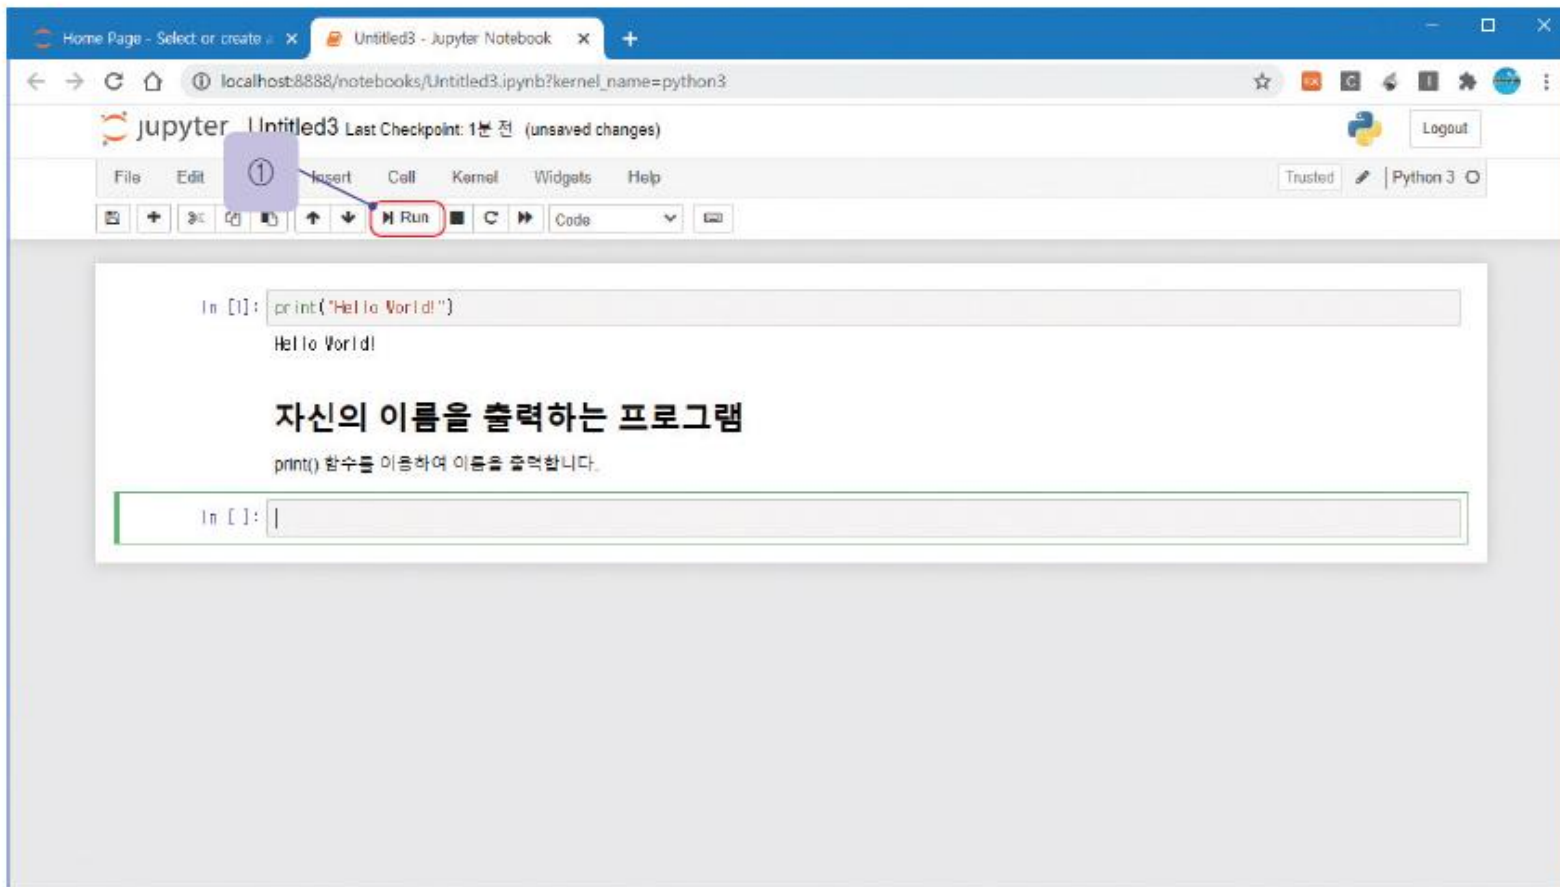 Home Page - Select or create a
Untitled3 - Jupyter Notebook
localhost:8888/notebooks/Untitled3.ipynb?kernel_name=python3
jupyter Untitled3 Last Checkpoint: 1분 전 (unsaved changes)
Logout
File Edit ① Insert Cell Kernel Widgets Help
Trusted Python 3
Run Code
In [1]: print("Hello World!")
Hello World!
자신의 이름을 출력하는 프로그램
print() 함수를 이용하여 이름을 출력합니다.
In [ ]: